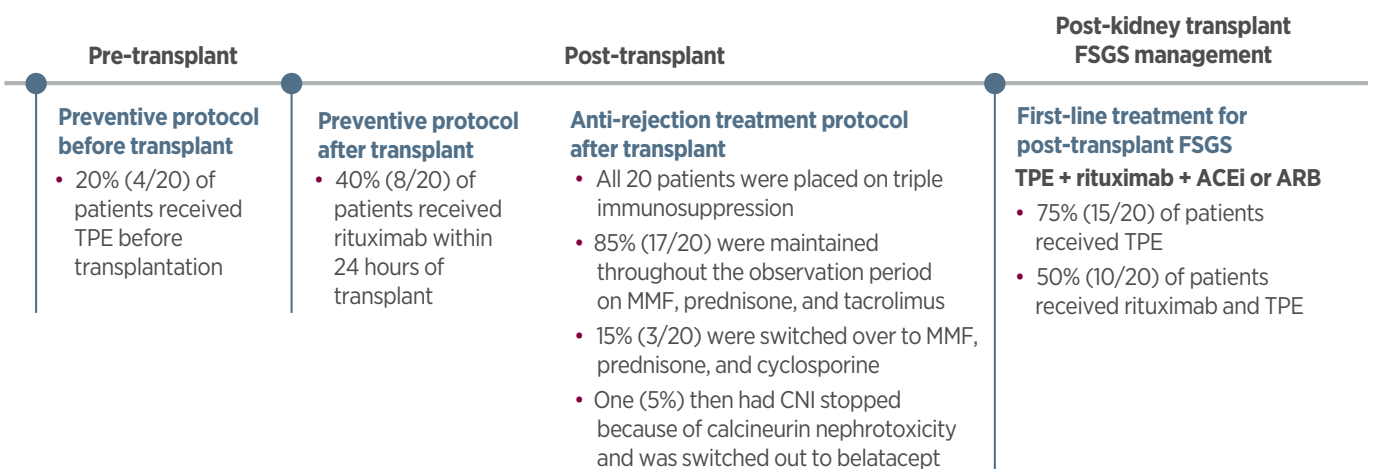 Pre-transplant
Post-transplant
Post-kidney transplant
FSGS management
Preventive protocol
before transplant
• 20% (4/20) of
patients received
TPE before
transplantation
Preventive protocol
after transplant
• 40% (8/20) of
patients received
rituximab within
24 hours of
transplant
Anti-rejection treatment protocol
after transplant
• All 20 patients were placed on triple
immunosuppression
• 85% (17/20) were maintained
throughout the observation period
on MMF, prednisone, and tacrolimus
• 15% (3/20) were switched over to MMF,
prednisone, and cyclosporine
• One (5%) then had CNI stopped
because of calcineurin nephrotoxicity
and was switched out to belatacept
First-line treatment for
post-transplant FSGS
TPE + rituximab + ACEi or ARB
• 75% (15/20) of patients
received TPE
• 50% (10/20) of patients
received rituximab and TPE